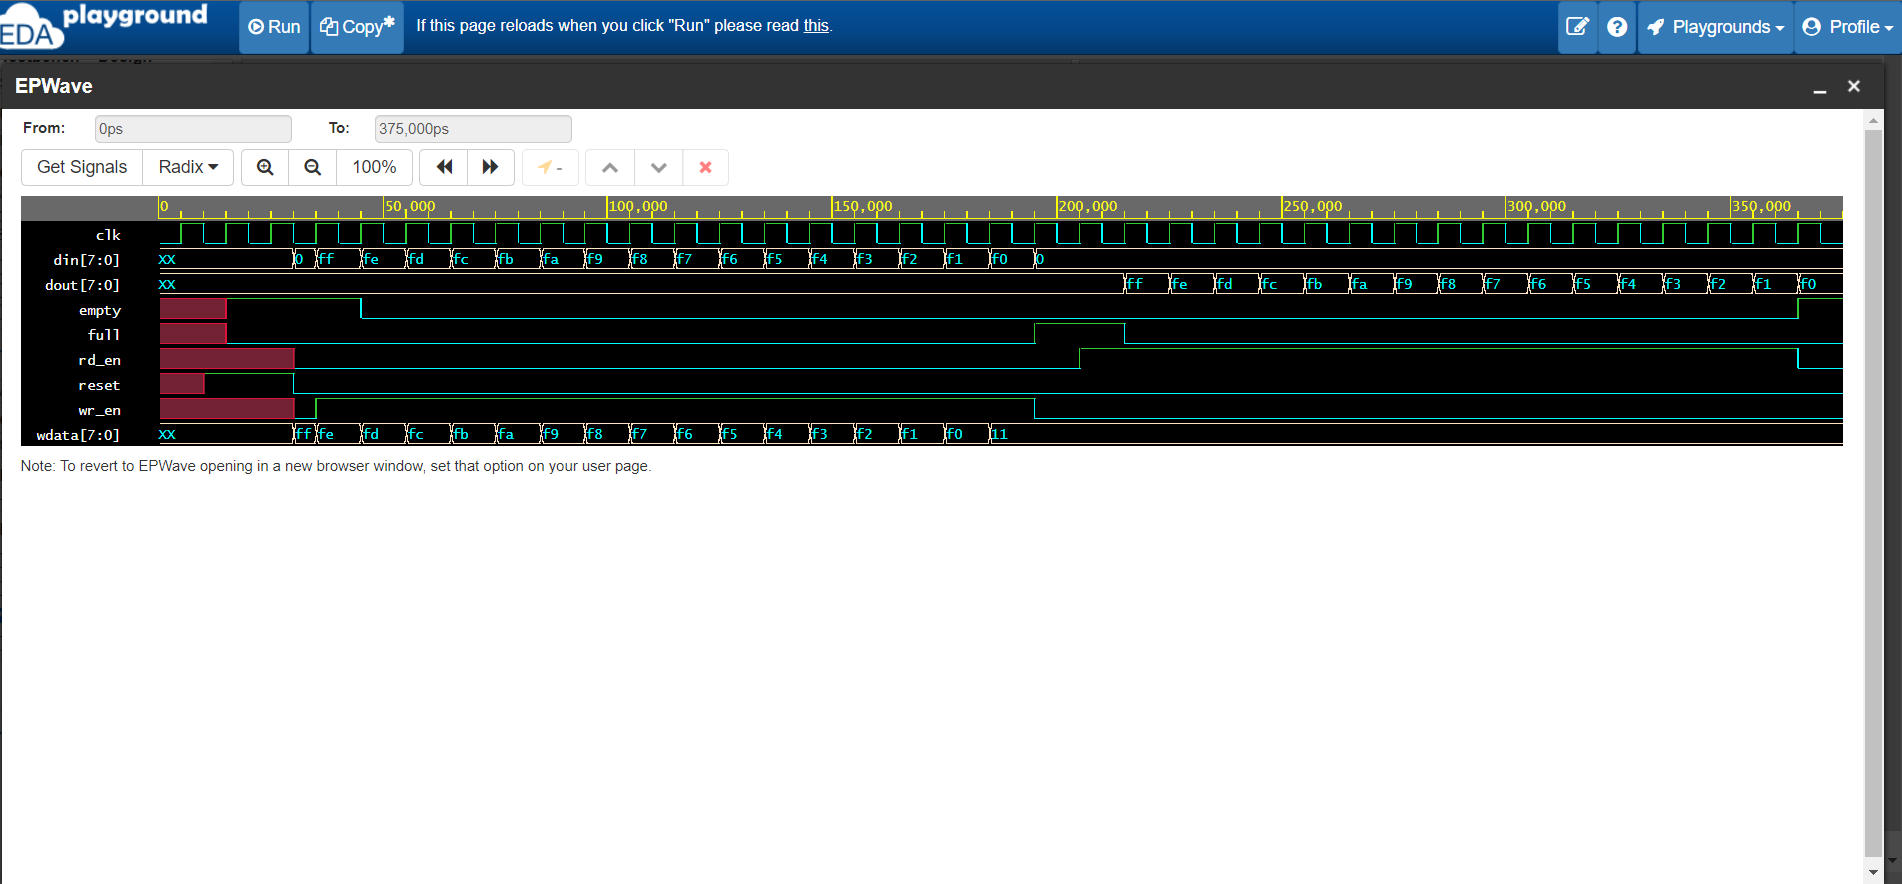 EDA playground
Run
Copy*
If this page reloads when you click "Run" please read this.
Playgrounds
Profile
EPWave
From: 0ps To: 375,000ps
Get Signals Radix 100% -
0 50,000 100,000 150,000 200,000 250,000 300,000 350,000
clk
din[7:0] XX 0 ff fe fd fc fb fa f9 f8 f7 f6 f5 f4 f3 f2 f1 f0 0
dout[7:0] XX ff fe fd fc fb fa f9 f8 f7 f6 f5 f4 f3 f2 f1 f0
empty
full
rd_en
reset
wr_en
wdata[7:0] XX ff fe fd fc fb fa f9 f8 f7 f6 f5 f4 f3 f2 f1 f0 11
Note: To revert to EPWave opening in a new browser window, set that option on your user page.